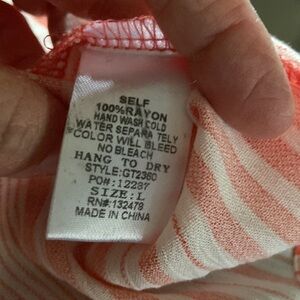 SELF
100%RAYON
HAND WASH COLD
WATER SEPARA TELY
*COLOR WILL BLEED
NO BLEACH
HANG TO DRY
STYLE:GT2360
PO#:12287
SIZE:L
RN#:132478
MADE IN CHINA